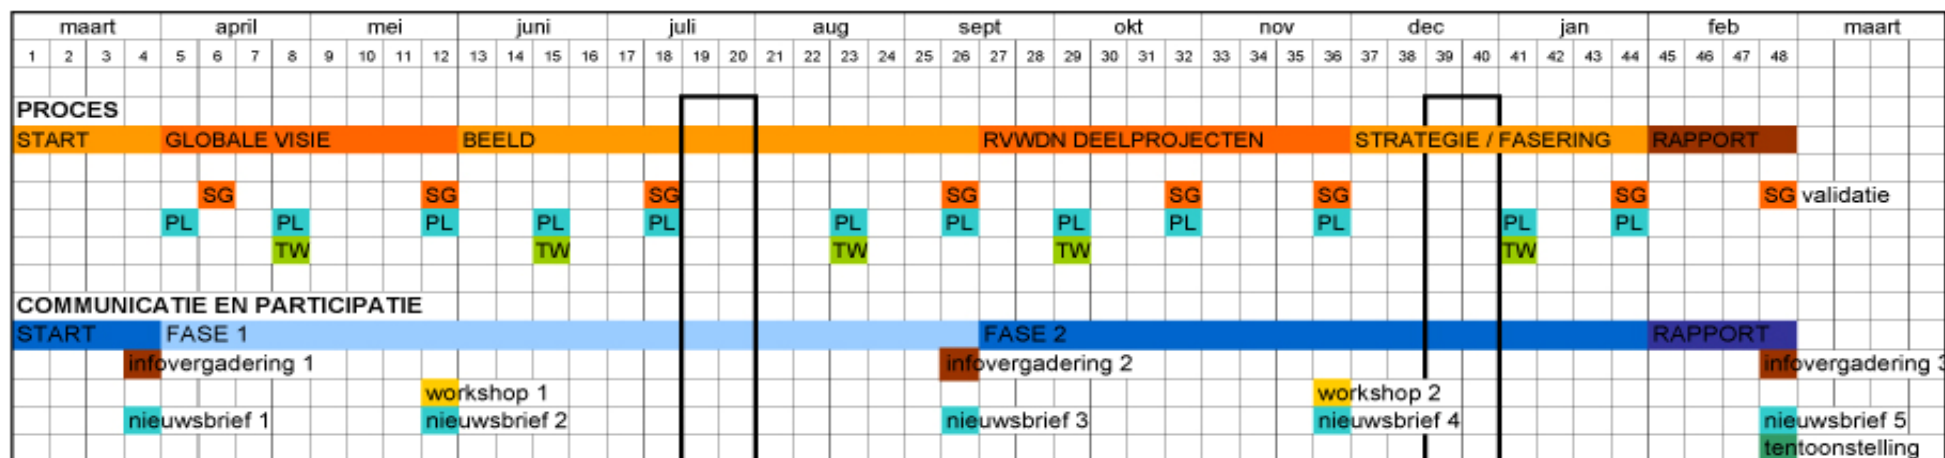 maart april mei juni juli aug sept okt nov dec jan feb maart
1 2 3 4 5 6 7 8 9 10 11 12 13 14 15 16 17 18 19 20 21 22 23 24 25 26 27 28 29 30 31 32 33 34 35 36 37 38 39 40 41 42 43 44 45 46 47 48
PROCES
START GLOBALE VISIE BEELD RVWDN DEELPROJECTEN STRATEGIE / FASERING RAPPORT
SG SG SG SG SG SG SG SG validatie
PL PL PL PL PL PL PL PL PL PL PL PL
TW TW TW TW TW
COMMUNICATIE EN PARTICIPATIE
START FASE 1 FASE 2 RAPPORT
infovergadering 1 infovergadering 2 infovergadering 3
workshop 1 workshop 2
nieuwsbrief 1 nieuwsbrief 2 nieuwsbrief 3 nieuwsbrief 4 nieuwsbrief 5
tentoonstelling